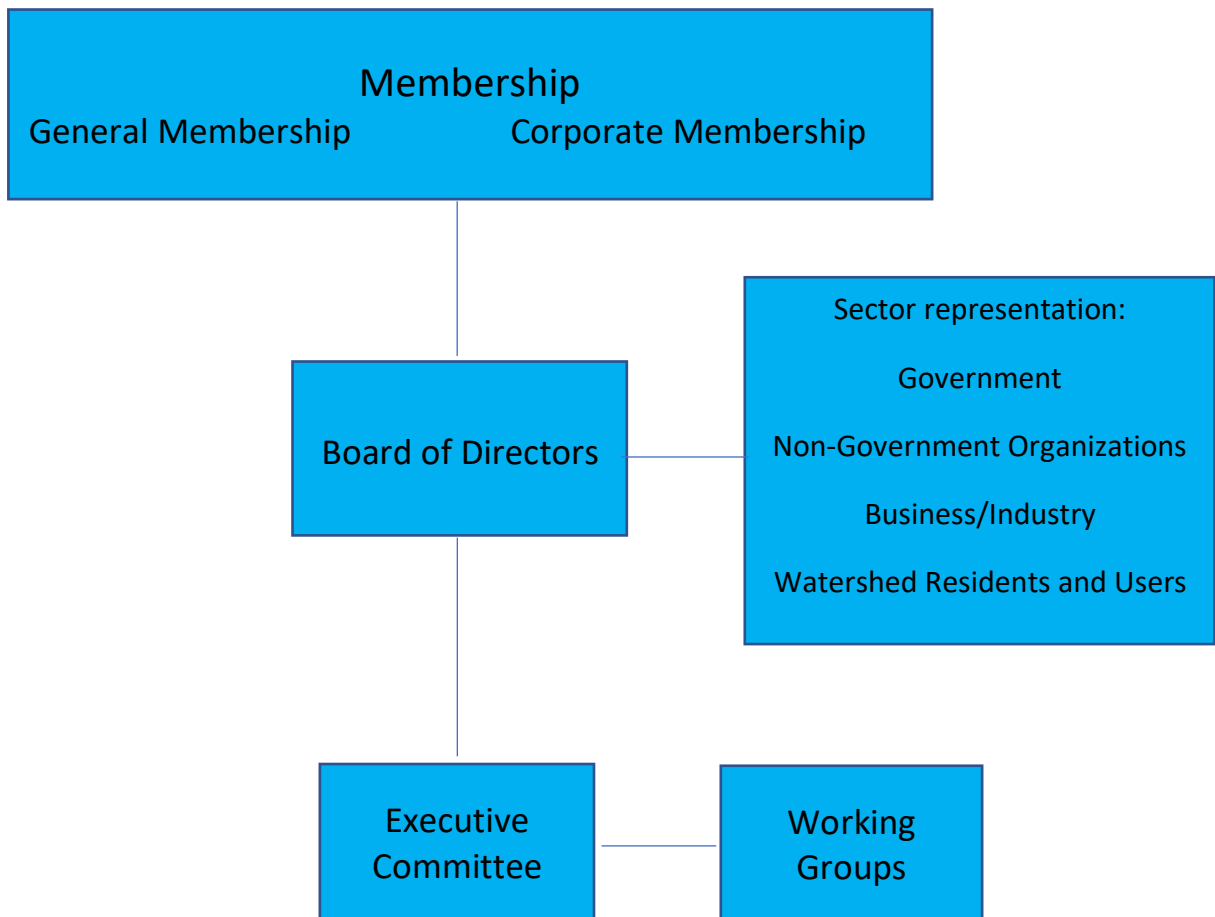 Membership
General Membership Corporate Membership
Sector representation:
Government
Board of Directors
Non-Government Organizations
Business/Industry
Watershed Residents and Users
Executive
Committee
Working
Groups